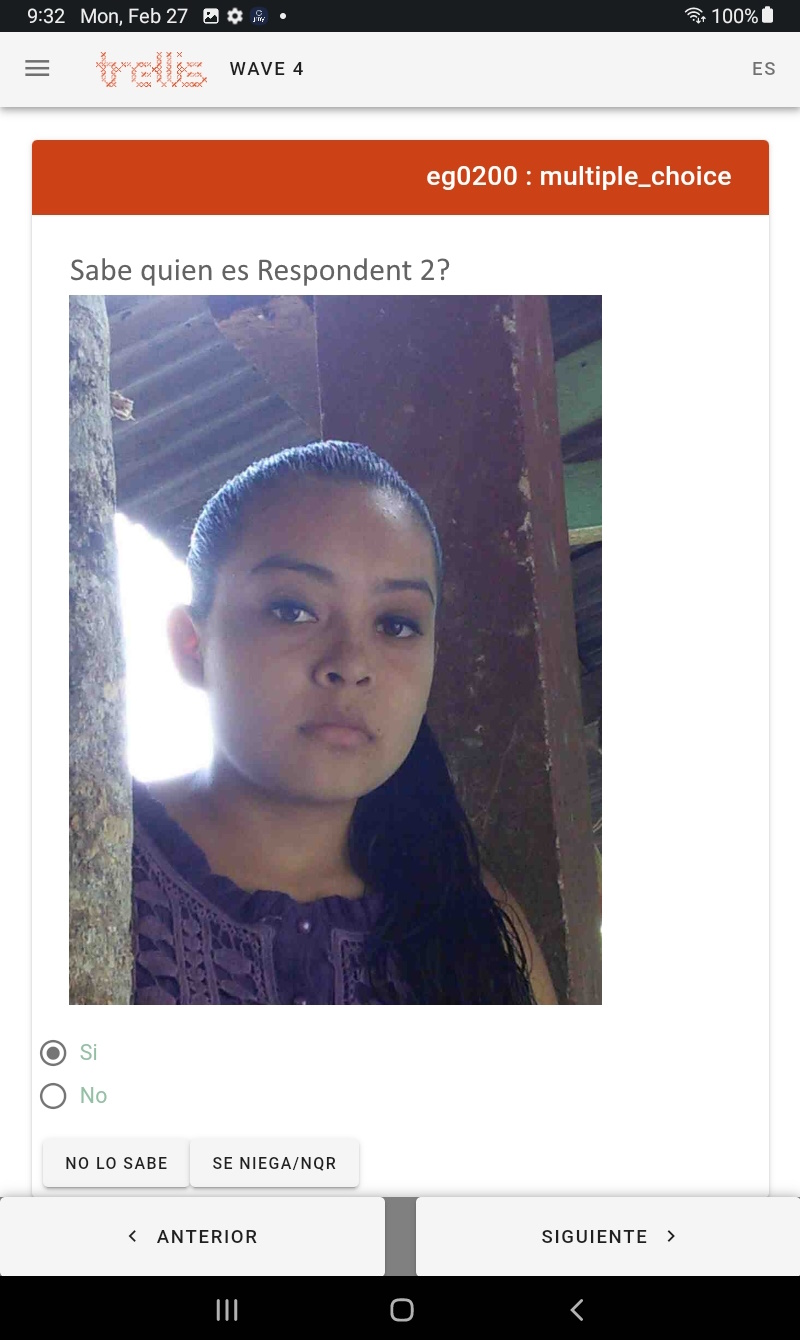 9:32 Mon, Feb 27 100%
trellis WAVE 4 ES
eg0200 : multiple_choice
Sabe quien es Respondent 2?
Si
No
NO LO SABE SE NIEGA/NQR
ANTERIOR SIGUIENTE